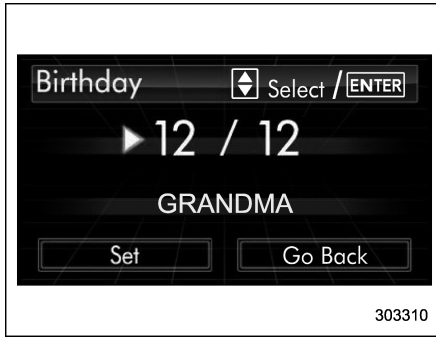 Birthday Select / ENTER
12 / 12
GRANDMA
Set Go Back
303310